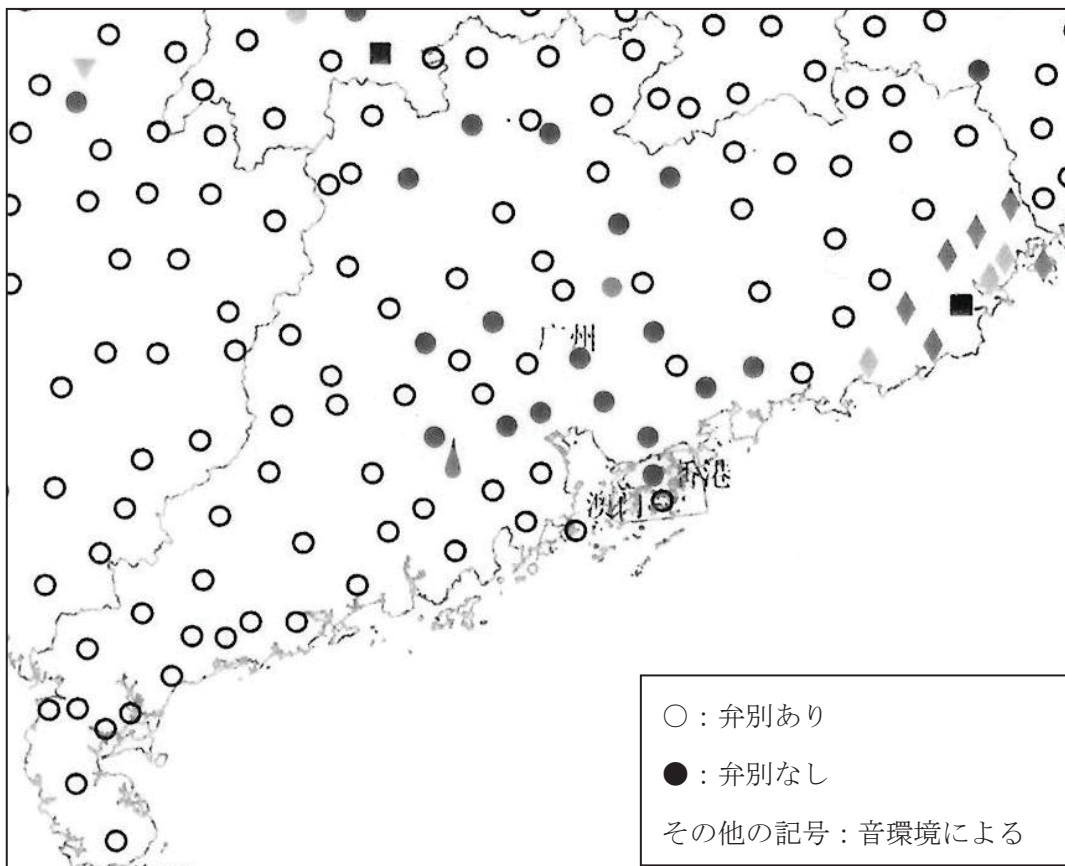 广州
香港
澳门
○：弁別あり
●：弁別なし
その他の記号：音環境による